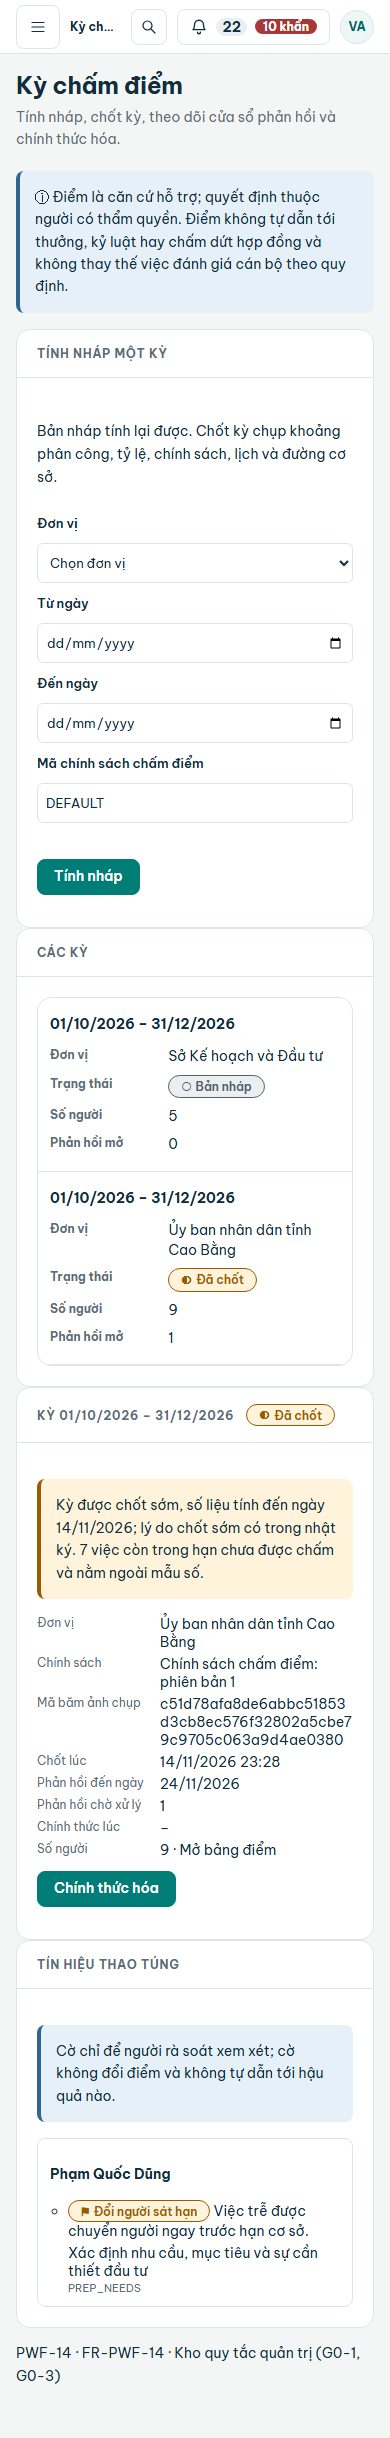 Kỳ ch...
22
10 khẩn
VA
Kỳ chấm điểm
Tính nháp, chốt kỳ, theo dõi cửa sổ phản hồi và
chính thức hóa.
ⓘ Điểm là căn cứ hỗ trợ; quyết định thuộc
người có thẩm quyền. Điểm không tự dẫn tới
thưởng, kỷ luật hay chấm dứt hợp đồng và
không thay thế việc đánh giá cán bộ theo quy
định.
TÍNH NHÁP MỘT KỲ
Bản nháp tính lại được. Chốt kỳ chụp khoảng
phân công, tỷ lệ, chính sách, lịch và đường cơ
sở.
Đơn vị
Chọn đơn vị
Từ ngày
dd/mm/yyyy
Đến ngày
dd/mm/yyyy
Mã chính sách chấm điểm
DEFAULT
Tính nháp
CÁC KỲ
01/10/2026 – 31/12/2026
Đơn vị Sở Kế hoạch và Đầu tư
Trạng thái Bản nháp
Số người 5
Phản hồi mở 0
01/10/2026 – 31/12/2026
Đơn vị Ủy ban nhân dân tỉnh
Cao Bằng
Trạng thái Đã chốt
Số người 9
Phản hồi mở 1
KỲ 01/10/2026 – 31/12/2026 Đã chốt
Kỳ được chốt sớm, số liệu tính đến ngày
14/11/2026; lý do chốt sớm có trong nhật
ký. 7 việc còn trong hạn chưa được chấm
và nằm ngoài mẫu số.
Đơn vị Ủy ban nhân dân tỉnh Cao
Bằng
Chính sách Chính sách chấm điểm:
phiên bản 1
Mã băm ảnh chụp c51d78afa8de6abbc51853
d3cb8ec576f32802a5cbe7
9c9705c063a9d4ae0380
Chốt lúc 14/11/2026 23:28
Phản hồi đến ngày 24/11/2026
Phản hồi chờ xử lý 1
Chính thức lúc –
Số người 9 · Mở bảng điểm
Chính thức hóa
TÍN HIỆU THAO TÚNG
Cờ chỉ để người rà soát xem xét; cờ
không đổi điểm và không tự dẫn tới hậu
quả nào.
Phạm Quốc Dũng
Đổi người sát hạn Việc trễ được
chuyển người ngay trước hạn cơ sở.
Xác định nhu cầu, mục tiêu và sự cần
thiết đầu tư
PREP_NEEDS
PWF-14 · FR-PWF-14 · Kho quy tắc quản trị (G0-1,
G0-3)